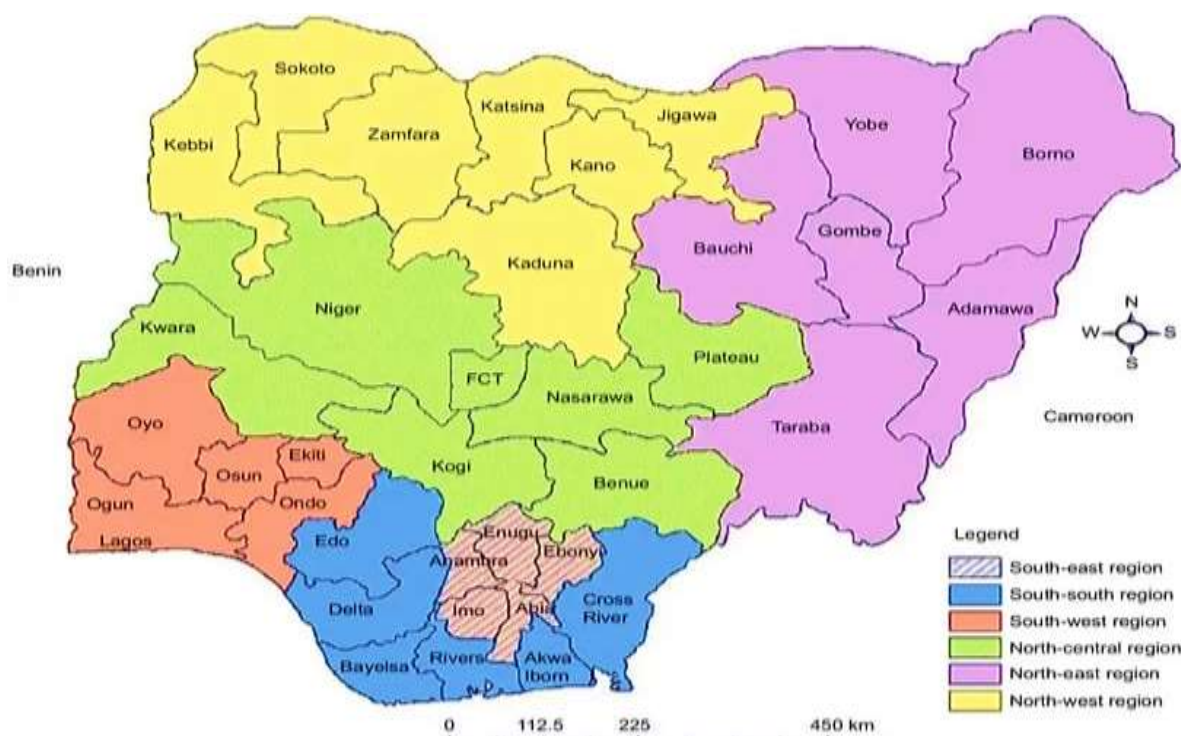 Sokoto
Katsina
Jigawa
Yobe
Borno
Kebbi
Zamfara
Kano
Gombe
Bauchi
Benin
Kaduna
Niger
Adamawa
N
W S
S
Kwara
Plateau
FCT
Nasarawa
Cameroon
Oyo
Taraba
Ekiti
Osun
Kogi
Benue
Ogun
Ondo
Lagos
Edo
Enugu
Ebony
Anambra
Legend
South-east region
Delta
Imo
Abia
Cross
River
South-south region
South-west region
Bayelsa
Rivers
Akwa
Ibom
North-central region
North-east region
North-west region
0 112.5 225 450 km